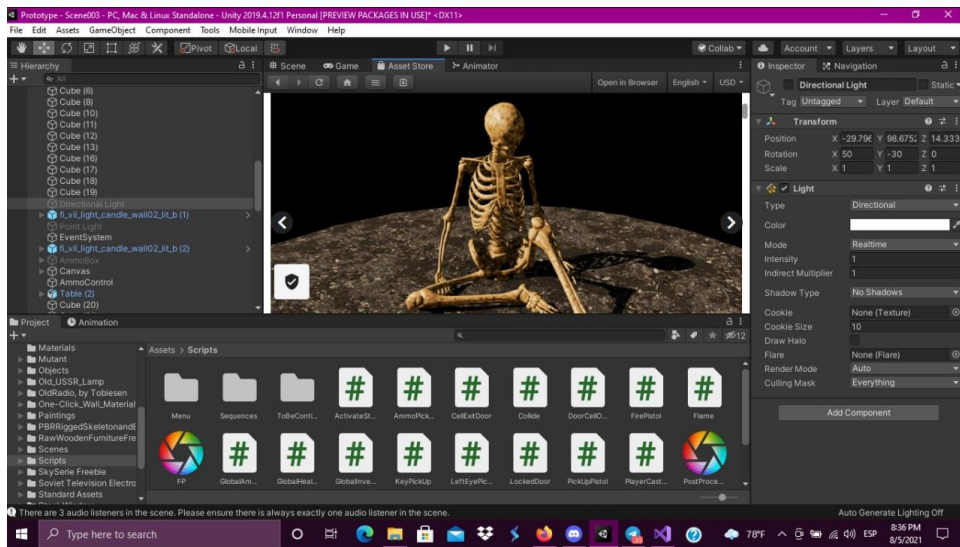 Prototype - Scene003 - PC, Mac & Linux Standalone - Unity 2019.4.12f1 Personal [PREVIEW PACKAGES IN USE]* <DX11>
File Edit Assets GameObject Component Tools Mobile Input Window Help
Pivot Local Collab Account Layers Layout
Hierarchy
All
Cube (6)
Cube (8)
Cube (10)
Cube (11)
Cube (12)
Cube (13)
Cube (16)
Cube (17)
Cube (18)
Cube (19)
Directional Light
fi_vil_light_candle_wall02_lit_b (1)
Point Light
EventSystem
fi_vil_light_candle_wall02_lit_b (2)
AmmoBox
Canvas
AmmoControl
Table (2)
Cube (20)
Scene Game Asset Store Animator
Open in Browser English USD
Inspector Navigation
Directional Light Static
Tag Untagged Layer Default
Transform
Position X -29.796 Y 98.6752 Z 14.333
Rotation X 50 Y -30 Z 0
Scale X 1 Y 1 Z 1
Light
Type Directional
Color
Mode Realtime
Intensity 1
Indirect Multiplier 1
Shadow Type No Shadows
Cookie None (Texture)
Cookie Size 10
Draw Halo
Flare None (Flare)
Render Mode Auto
Culling Mask Everything
Add Component
Project Animation
12
Materials
Mutant
Objects
Old_USSR_Lamp
OldRadio, by Tobiesen
One-Click_Wall_Material
Paintings
PBRRiggedSkeletonandE
RawWoodenFurnitureFre
Scenes
Scripts
SkySerie Freebie
Soviet Television Electro
Standard Assets
Assets > Scripts
Menu Sequences ToBeConti... ActivateSt... AmmoPick... CellExitDoor Collide DoorCellO... FirePistol Flame
FP GlobalAm... GlobalHeal... GlobalInve... KeyPickUp LeftEyePic... LockedDoor PickUpPistol PlayerCast... PostProce...
There are 3 audio listeners in the scene. Please ensure there is always exactly one audio listener in the scene.
Auto Generate Lighting Off
Type here to search
78°F ESP 8:36 PM
8/5/2021